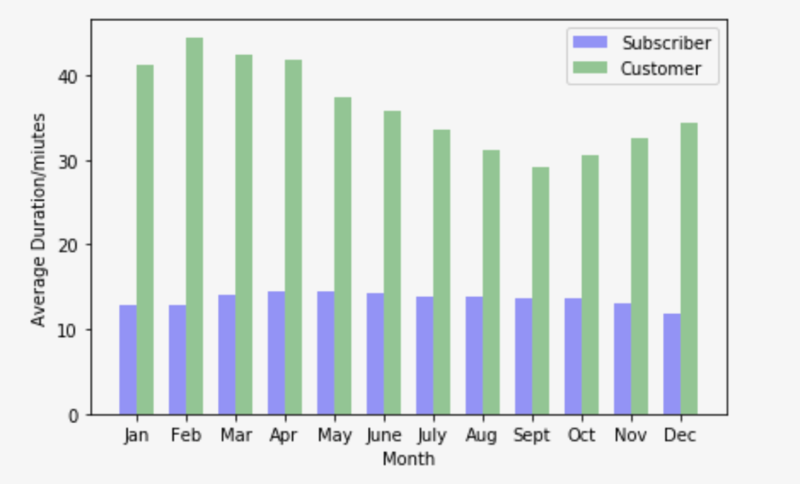 Subscriber
Customer
40
30
20
10
0
Average Duration/miutes
Jan Feb Mar Apr May June July Aug Sept Oct Nov Dec
Month